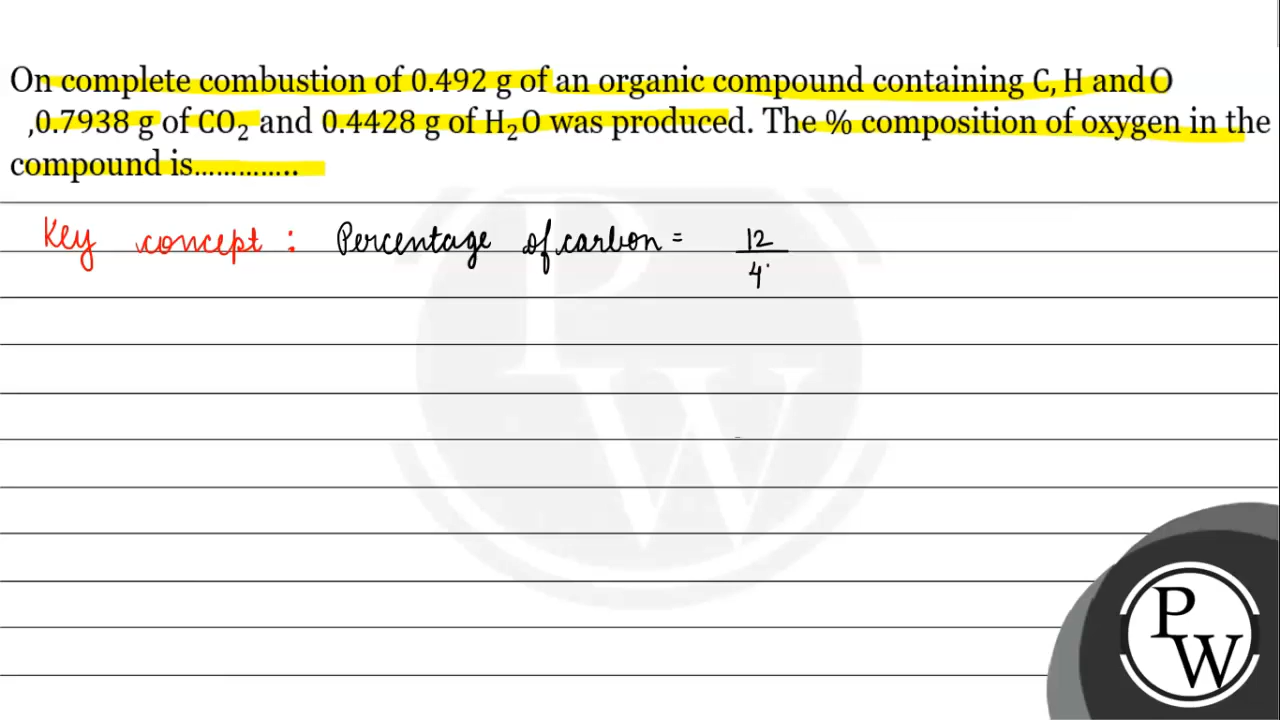 On complete combustion of 0.492 g of an organic compound containing C, H and O
,0.7938 g of CO₂ and 0.4428 g of H₂O was produced. The % composition of oxygen in the
compound is…………..
Key concept : Percentage of carbon = 12
4
P
W
P
W